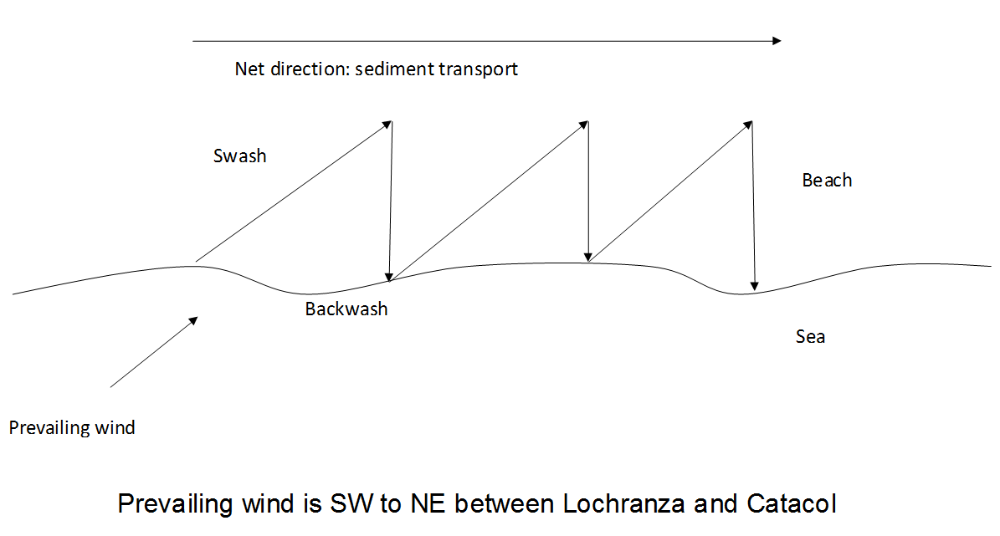 Net direction: sediment transport
Swash
Beach
Backwash
Sea
Prevailing wind
Prevailing wind is SW to NE between Lochranza and Catacol